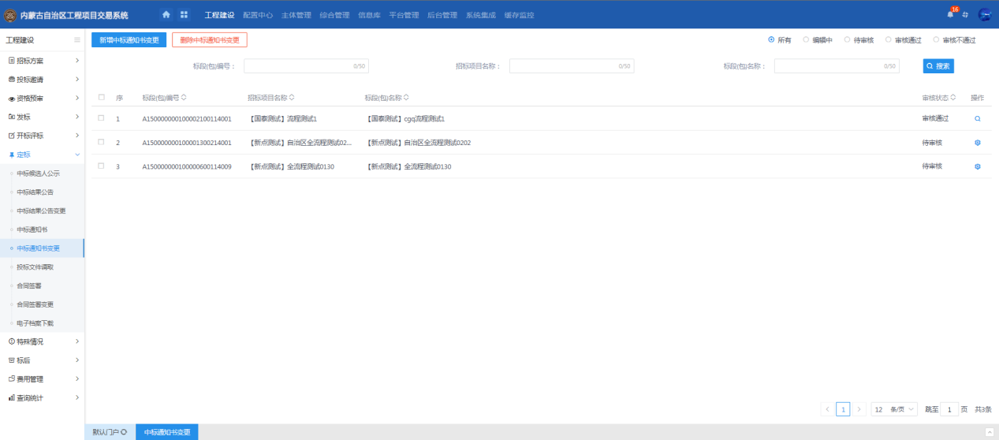 内蒙古自治区工程项目交易系统
工程建设 配置中心 主体管理 综合管理 信息库 平台管理 后台管理 系统集成 缓存监控
16
工程建设
招标方案
投标邀请
资格预审
发标
开标评标
定标
中标候选人公示
中标结果公告
中标结果公告变更
中标通知书
中标通知书变更
投标文件调取
合同签署
合同签署变更
电子档案下载
特殊情况
标后
费用管理
查询统计
新增中标通知书变更 删除中标通知书变更 所有 编辑中 待审核 审核通过 审核不通过
标段(包)编号： 0/50 招标项目名称： 0/50 标段(包)名称： 0/50 搜索
序 标段(包)编号 招标项目名称 标段(包)名称 审核状态 操作
1 A150000000100002100114001 【国泰测试】流程测试1 【国泰测试】cgq流程测试1 审核通过
2 A150000000100001300214001 【新点测试】自治区全流程测试02... 【新点测试】自治区全流程测试0202 待审核
3 A150000000100000600114009 【新点测试】全流程测试0130 【新点测试】全流程测试0130 待审核
1 12 条/页 跳至 1 页 共3条
默认门户 中标通知书变更